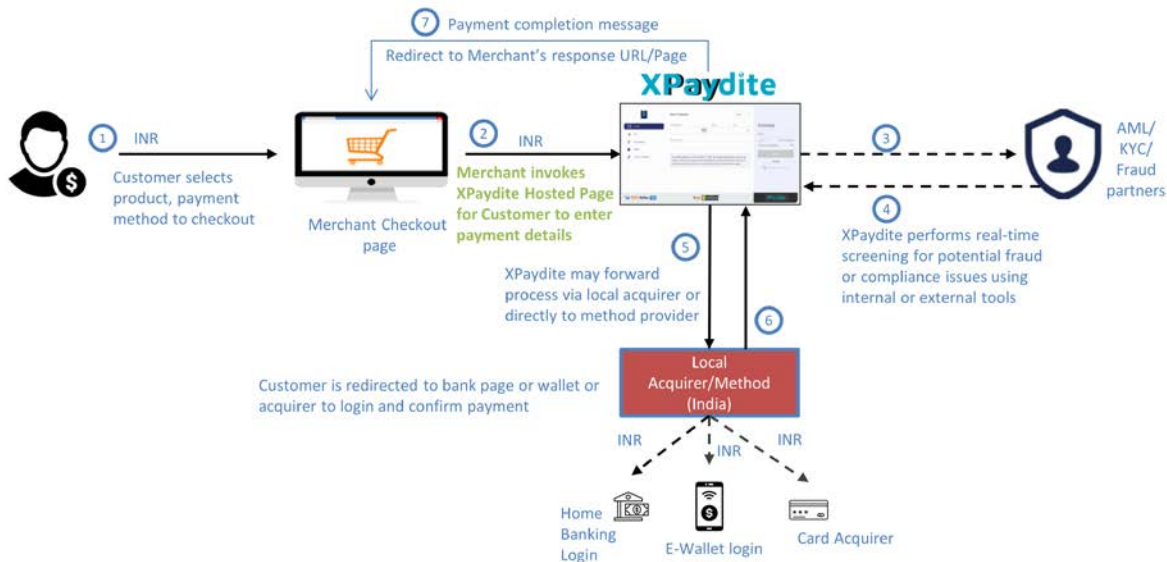 7 Payment completion message
Redirect to Merchant's response URL/Page
XPaydite
1 INR
Customer selects
product, payment
method to checkout
Merchant Checkout
page
2 INR
Merchant invokes
XPaydite Hosted Page
for Customer to enter
payment details
3
AML/
KYC/
Fraud
partners
4
XPaydite performs real-time
screening for potential fraud
or compliance issues using
internal or external tools
5
XPaydite may forward
process via local acquirer or
directly to method provider
6
Customer is redirected to bank page or wallet or
acquirer to login and confirm payment
Local
Acquirer/Method
(India)
INR
INR
INR
Home
Banking
Login
E-Wallet login
Card Acquirer